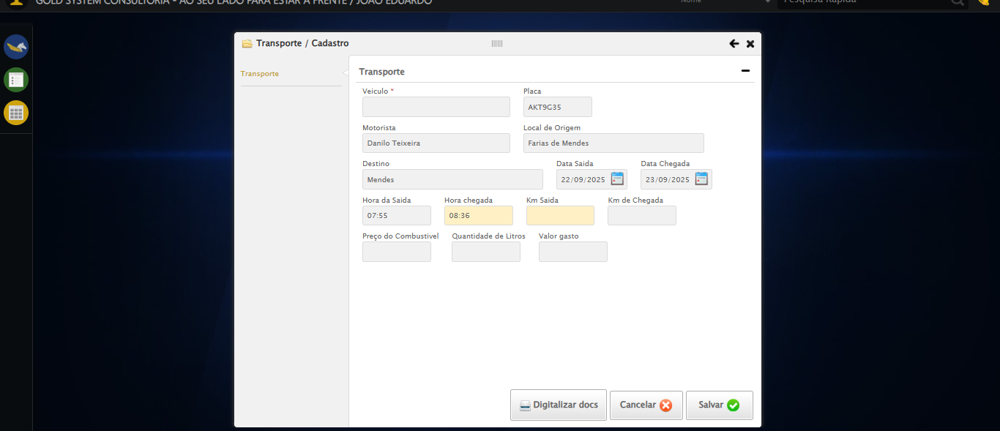 GOLD SYSTEM CONSULTORIA - AO SEU LADO PARA ESTAR À FRENTE / JOÃO EDUARDO
Nome
Pesquisa Rápida
Transporte / Cadastro
Transporte
Transporte
Veiculo *
Placa
AKT9G35
Motorista
Local de Origem
Danilo Teixeira
Farias de Mendes
Destino
Data Saida
Data Chegada
Mendes
22/09/2025
23/09/2025
Hora da Saida
Hora chegada
Km Saida
Km de Chegada
07:55
08:36
Preço do Combustivel
Quantidade de Litros
Valor gasto
Digitalizar docs
Cancelar
Salvar